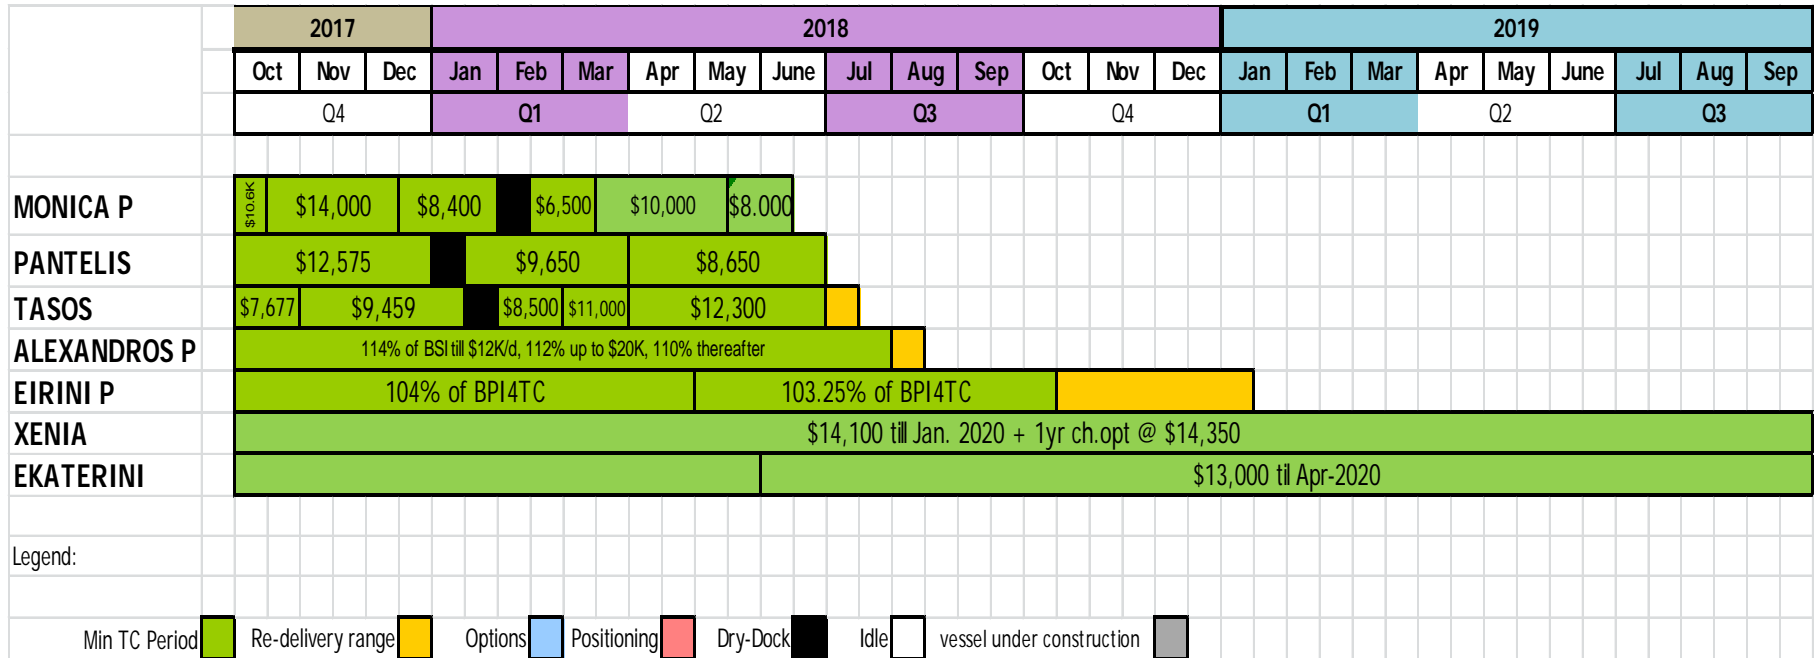 2017 2018 2019
Oct Nov Dec Jan Feb Mar Apr May June Jul Aug Sep Oct Nov Dec Jan Feb Mar Apr May June Jul Aug Sep
Q4 Q1 Q2 Q3 Q4 Q1 Q2 Q3
MONICA P $10.6K $14,000 $8,400 $6,500 $10,000 $8.000
PANTELIS $12,575 $9,650 $8,650
TASOS $7,677 $9,459 $8,500 $11,000 $12,300
ALEXANDROS P 114% of BSI till $12K/d, 112% up to $20K, 110% thereafter
EIRINI P 104% of BPI4TC 103.25% of BPI4TC
XENIA $14,100 till Jan. 2020 + 1yr ch.opt @ $14,350
EKATERINI $13,000 til Apr-2020
Legend:
Min TC Period Re-delivery range Options Positioning Dry-Dock Idle vessel under construction